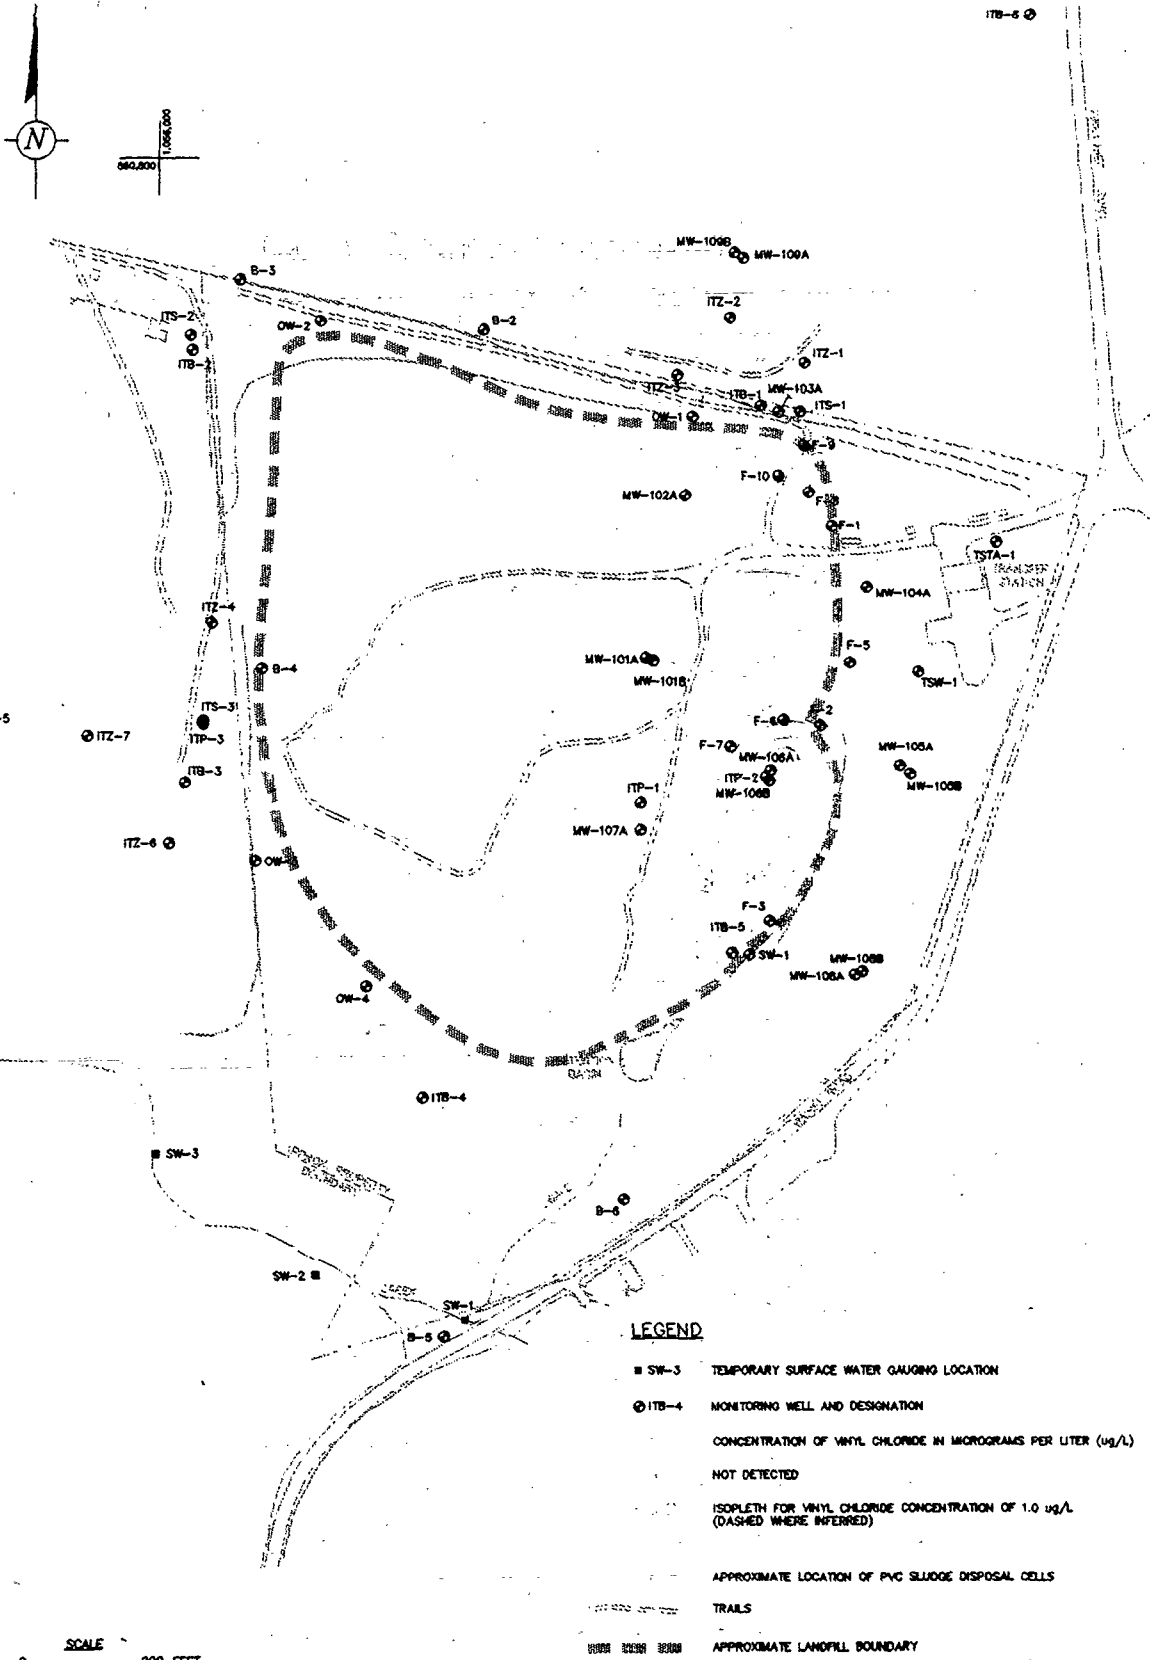 ITB-6
N
1,056,000
860,800
MW-109B
MW-109A
B-3
ITZ-2
ITS-2
OW-2
B-2
ITB-2
ITZ-1
ITZ-3
MW-103A
ITB-1
ITS-1
OW-1
F-9
F-10
MW-102A
F-1
TSTA-1
TRANSFER
STATION
MW-104A
ITZ-4
F-5
MW-101A
B-4
MW-101B
TSW-1
ITS-3
F-6
-5
ITZ-7
ITP-3
F-7
MW-105A
MW-106A
ITB-3
ITP-2
MW-106B
ITP-1
MW-107A
ITZ-6
OW-
F-3
ITB-5
SW-1
MW-108B
MW-108A
OW-4
BASIN
ITB-4
SW-3
B-6
SW-2
SW-1
B-5
LEGEND
SW-3 TEMPORARY SURFACE WATER GAUGING LOCATION
ITB-4 MONITORING WELL AND DESIGNATION
CONCENTRATION OF VINYL CHLORIDE IN MICROGRAMS PER LITER (ug/L)
NOT DETECTED
ISOPLETH FOR VINYL CHLORIDE CONCENTRATION OF 1.0 ug/L
(DASHED WHERE INFERRED)
APPROXIMATE LOCATION OF PVC SLUDGE DISPOSAL CELLS
TRAILS
APPROXIMATE LANDFILL BOUNDARY
SCALE